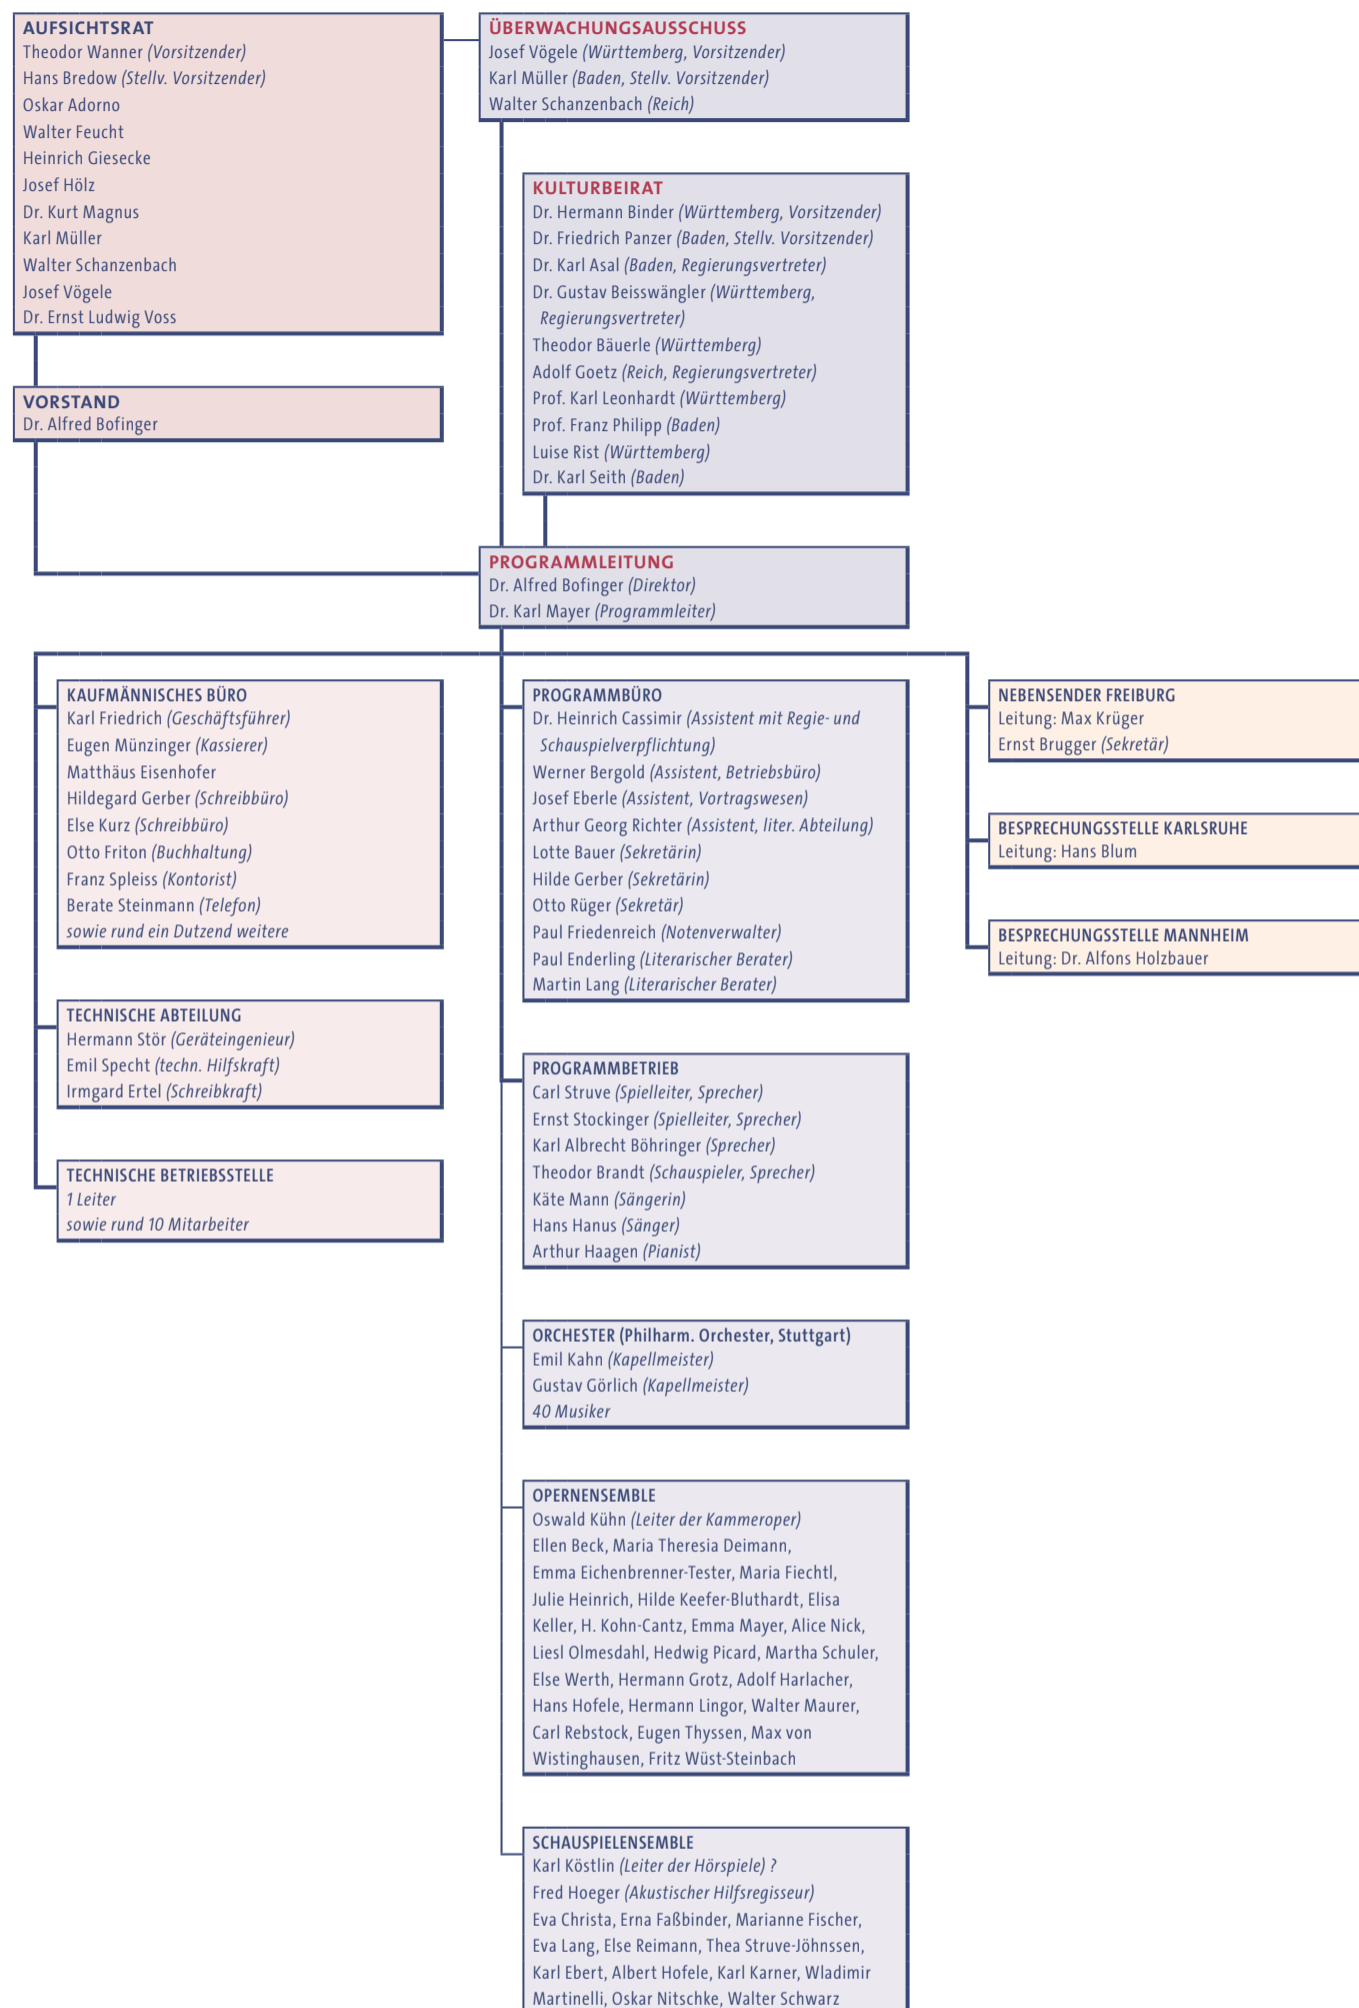 AUFSICHTSRAT
Theodor Wanner (Vorsitzender)
Hans Bredow (Stellv. Vorsitzender)
Oskar Adorno
Walter Feucht
Heinrich Giesecke
Josef Hölz
Dr. Kurt Magnus
Karl Müller
Walter Schanzenbach
Josef Vögele
Dr. Ernst Ludwig Voss
ÜBERWACHUNGSAUSSCHUSS
Josef Vögele (Württemberg, Vorsitzender)
Karl Müller (Baden, Stellv. Vorsitzender)
Walter Schanzenbach (Reich)
KULTURBEIRAT
Dr. Hermann Binder (Württemberg, Vorsitzender)
Dr. Friedrich Panzer (Baden, Stellv. Vorsitzender)
Dr. Karl Asal (Baden, Regierungsvertreter)
Dr. Gustav Beisswängler (Württemberg,
Regierungsvertreter)
Theodor Bäuerle (Württemberg)
Adolf Goetz (Reich, Regierungsvertreter)
Prof. Karl Leonhardt (Württemberg)
Prof. Franz Philipp (Baden)
Luise Rist (Württemberg)
Dr. Karl Seith (Baden)
VORSTAND
Dr. Alfred Bofinger
PROGRAMMLEITUNG
Dr. Alfred Bofinger (Direktor)
Dr. Karl Mayer (Programmleiter)
KAUFMÄNNISCHES BÜRO
Karl Friedrich (Geschäftsführer)
Eugen Münzinger (Kassierer)
Matthäus Eisenhofer
Hildegard Gerber (Schreibbüro)
Else Kurz (Schreibbüro)
Otto Friton (Buchhaltung)
Franz Spleiss (Kontorist)
Berate Steinmann (Telefon)
sowie rund ein Dutzend weitere
TECHNISCHE ABTEILUNG
Hermann Stör (Geräteingenieur)
Emil Specht (techn. Hilfskraft)
Irmgard Ertel (Schreibkraft)
TECHNISCHE BETRIEBSSTELLE
1 Leiter
sowie rund 10 Mitarbeiter
PROGRAMMBÜRO
Dr. Heinrich Cassimir (Assistent mit Regie- und
Schauspielverpflichtung)
Werner Bergold (Assistent, Betriebsbüro)
Josef Eberle (Assistent, Vortragswesen)
Arthur Georg Richter (Assistent, liter. Abteilung)
Lotte Bauer (Sekretärin)
Hilde Gerber (Sekretärin)
Otto Rüger (Sekretär)
Paul Friedenreich (Notenverwalter)
Paul Enderling (Literarischer Berater)
Martin Lang (Literarischer Berater)
PROGRAMMBETRIEB
Carl Struve (Spielleiter, Sprecher)
Ernst Stockinger (Spielleiter, Sprecher)
Karl Albrecht Böhringer (Sprecher)
Theodor Brandt (Schauspieler, Sprecher)
Käte Mann (Sängerin)
Hans Hanus (Sänger)
Arthur Haagen (Pianist)
ORCHESTER (Philharm. Orchester, Stuttgart)
Emil Kahn (Kapellmeister)
Gustav Görlich (Kapellmeister)
40 Musiker
OPERNENSEMBLE
Oswald Kühn (Leiter der Kammeroper)
Ellen Beck, Maria Theresia Deimann,
Emma Eichenbrenner-Tester, Maria Fiechtl,
Julie Heinrich, Hilde Keefer-Bluthardt, Elisa
Keller, H. Kohn-Cantz, Emma Mayer, Alice Nick,
Liesl Olmesdahl, Hedwig Picard, Martha Schuler,
Else Werth, Hermann Grotz, Adolf Harlacher,
Hans Hofele, Hermann Lingor, Walter Maurer,
Carl Rebstock, Eugen Thyssen, Max von
Wistinghausen, Fritz Wüst-Steinbach
SCHAUSPIELENSEMBLE
Karl Köstlin (Leiter der Hörspiele) ?
Fred Hoeger (Akustischer Hilfsregisseur)
Eva Christa, Erna Faßbinder, Marianne Fischer,
Eva Lang, Else Reimann, Thea Struve-Jöhnssen,
Karl Ebert, Albert Hofele, Karl Karner, Wladimir
Martinelli, Oskar Nitschke, Walter Schwarz
NEBENSENDER FREIBURG
Leitung: Max Krüger
Ernst Brugger (Sekretär)
BESPRECHUNGSSTELLE KARLSRUHE
Leitung: Hans Blum
BESPRECHUNGSSTELLE MANNHEIM
Leitung: Dr. Alfons Holzbauer